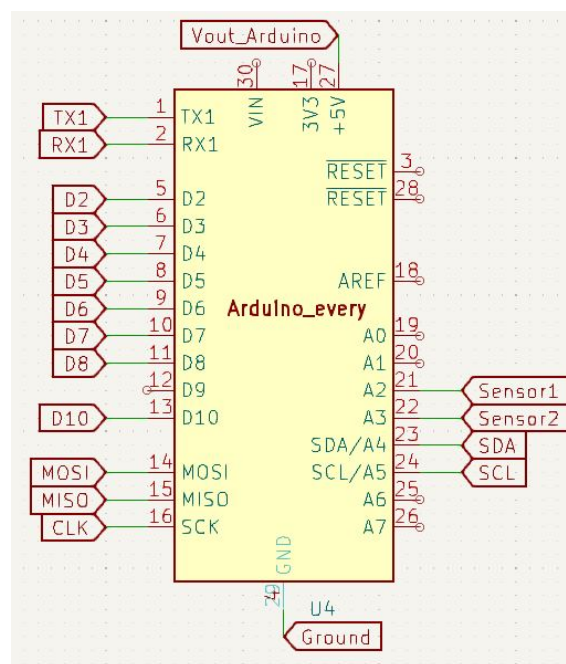 Vout_Arduino
30 17 27
VIN 3V3 +5V
TX1 1 TX1
RX1 2 RX1
RESET 3
RESET 28
D2 5 D2
D3 6 D3
D4 7 D4
D5 8 D5
AREF 18
D6 9 D6
Arduino_every
D7 10 D7
A0 19
D8 11 D8
A1 20
12 D9
A2 21 Sensor1
D10 13 D10
A3 22 Sensor2
SDA/A4 23 SDA
MOSI 14 MOSI
SCL/A5 24 SCL
MISO 15 MISO
A6 25
CLK 16 SCK
A7 26
GND
29 4
U4
Ground